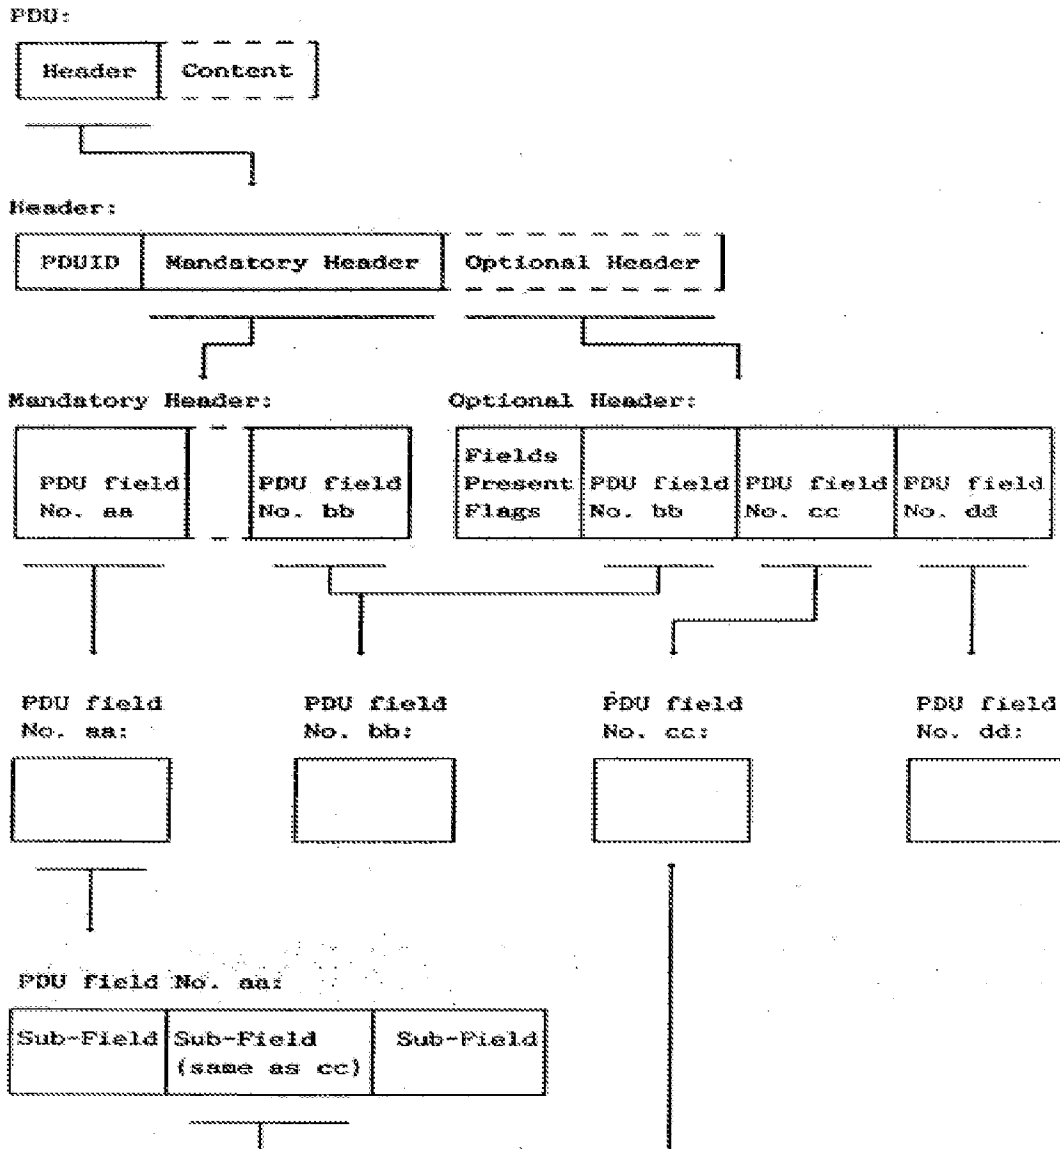 PDU:
Header Content
Header:
PDUID Mandatory Header Optional Header
Mandatory Header: Optional Header:
PDU field
No. aa
PDU field
No. bb
Fields
Present
Flags
PDU field
No. bb
PDU field
No. cc
PDU field
No. dd
PDU field
No. aa:
PDU field
No. bb:
PDU field
No. cc:
PDU field
No. dd:
PDU field No. aa:
Sub-Field
Sub-Field
(same as cc)
Sub-Field